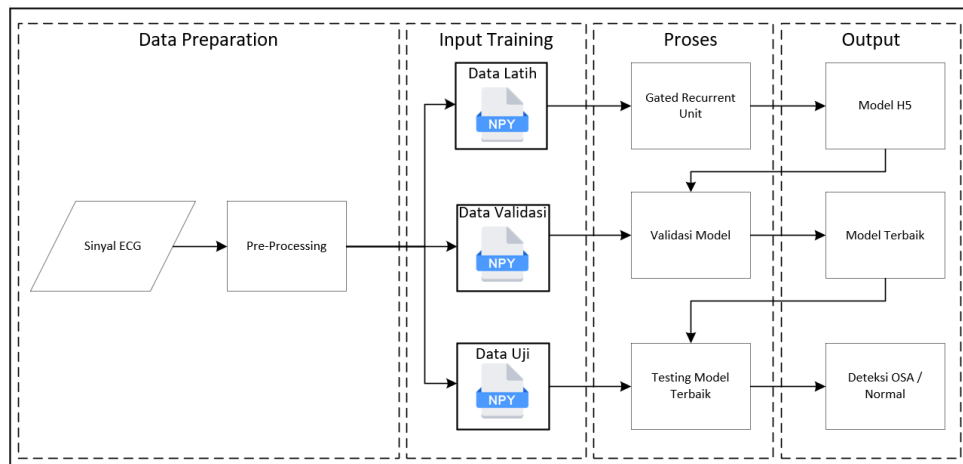 Data Preparation
Input Training
Proses
Output
Data Latih
NPY
Gated Recurrent
Unit
Model H5
Sinyal ECG
Pre-Processing
Data Validasi
NPY
Validasi Model
Model Terbaik
Data Uji
NPY
Testing Model
Terbaik
Deteksi OSA /
Normal